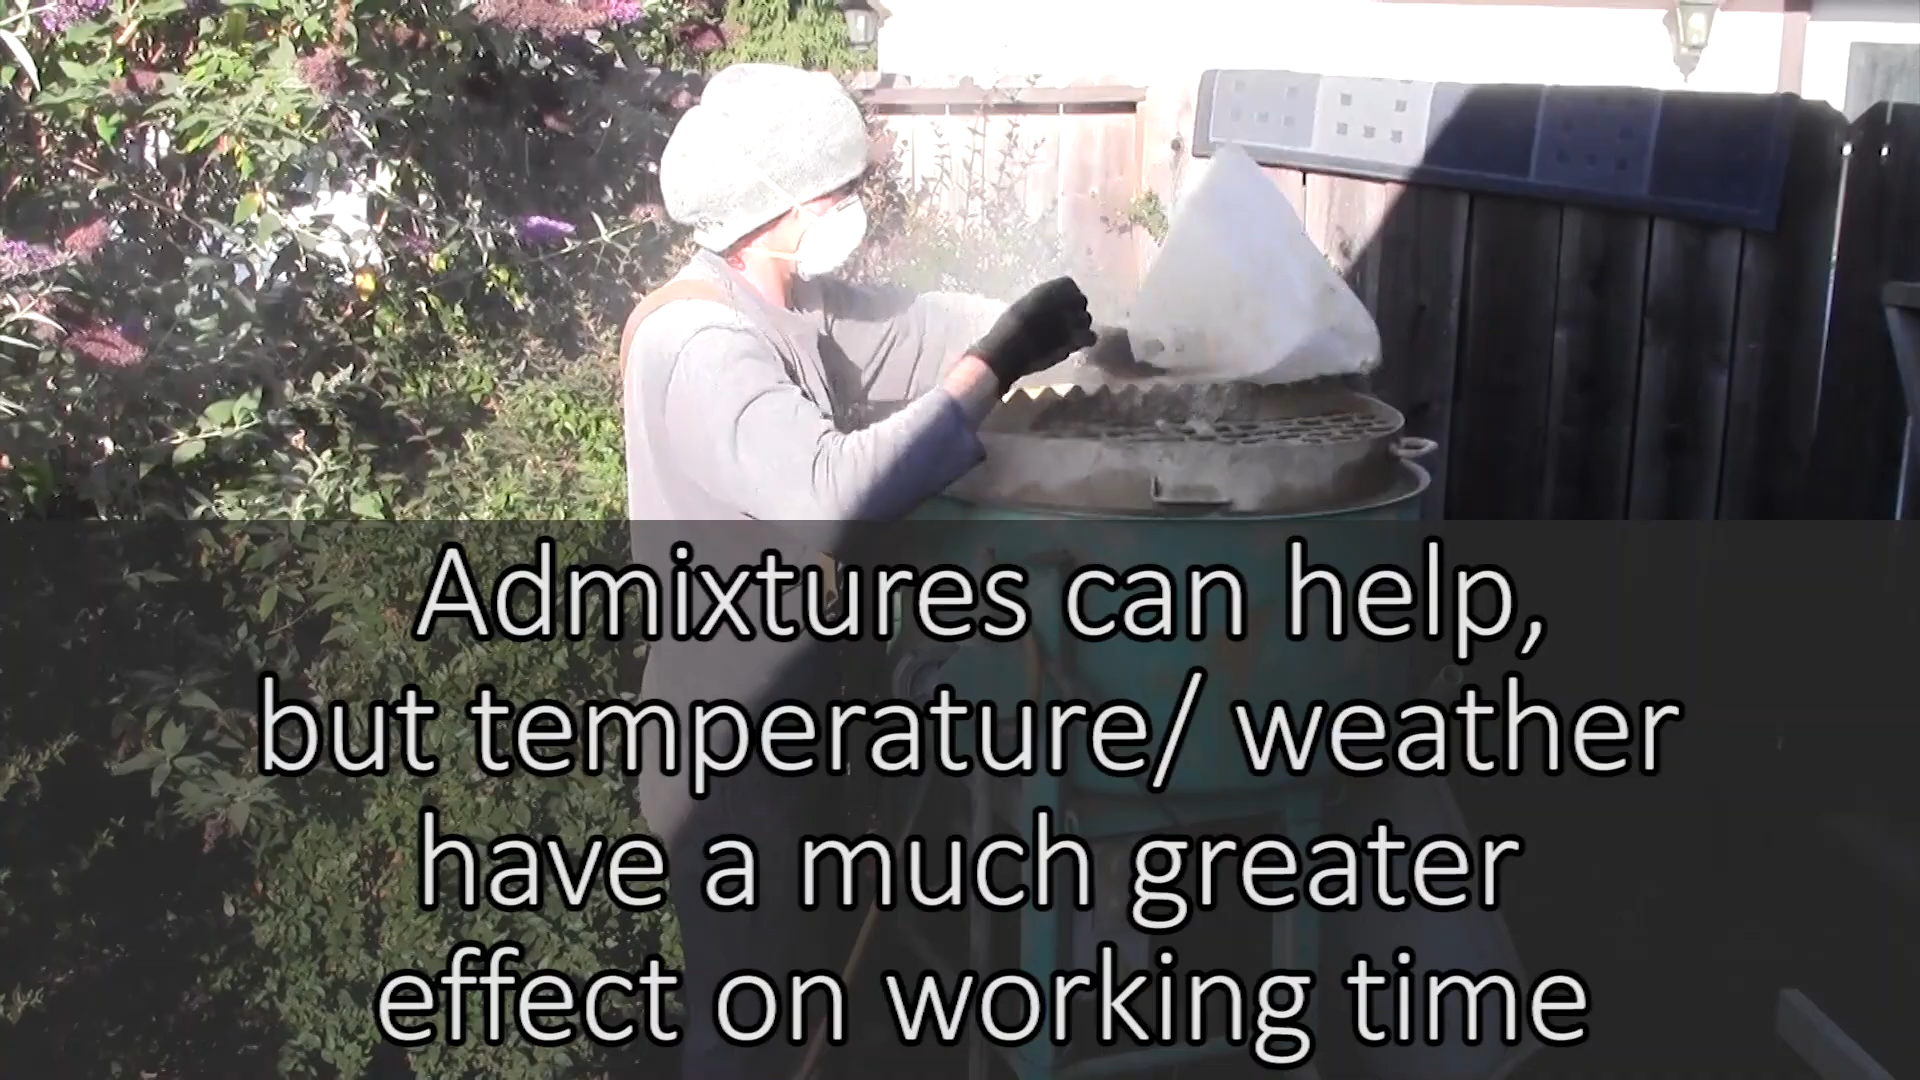 Admixtures can help,
but temperature/ weather
have a much greater
effect on working time